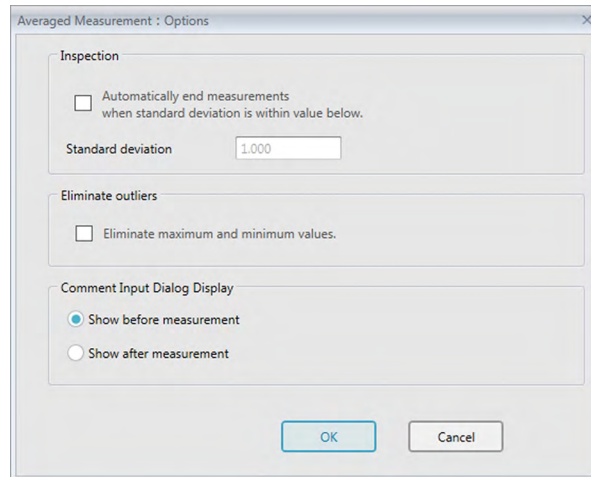 Averaged Measurement : Options
Inspection
Automatically end measurements
when standard deviation is within value below.
Standard deviation 1.000
Eliminate outliers
Eliminate maximum and minimum values.
Comment Input Dialog Display
Show before measurement
Show after measurement
OK Cancel